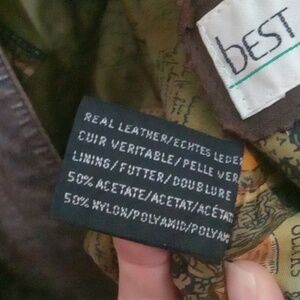 bEST
REAL LEATHER/ECHTES LEDE
CUIR VERITABLE/PELLE VER
LINING/FUTTER/DOUBLURE
50% ACETATE/ACETAT/ACÉTAT
50% NYLON/POLYAMID/POLYAM